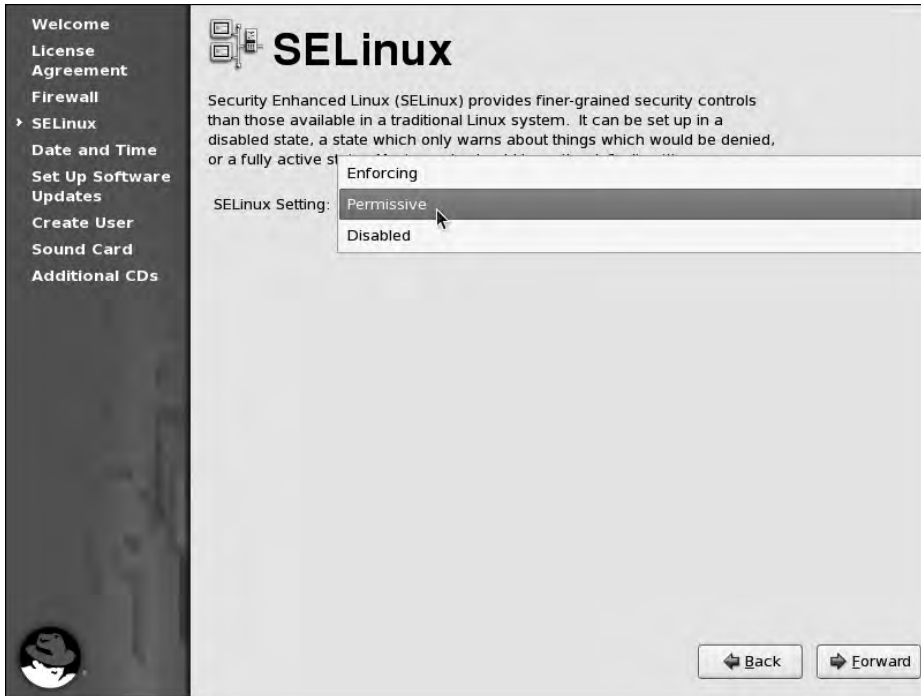 Welcome
License
Agreement
Firewall
SELinux
Date and Time
Set Up Software
Updates
Create User
Sound Card
Additional CDs
SELinux
Security Enhanced Linux (SELinux) provides finer-grained security controls
than those available in a traditional Linux system. It can be set up in a
disabled state, a state which only warns about things which would be denied,
or a fully active
Enforcing
SELinux Setting: Permissive
Disabled
Back
Forward